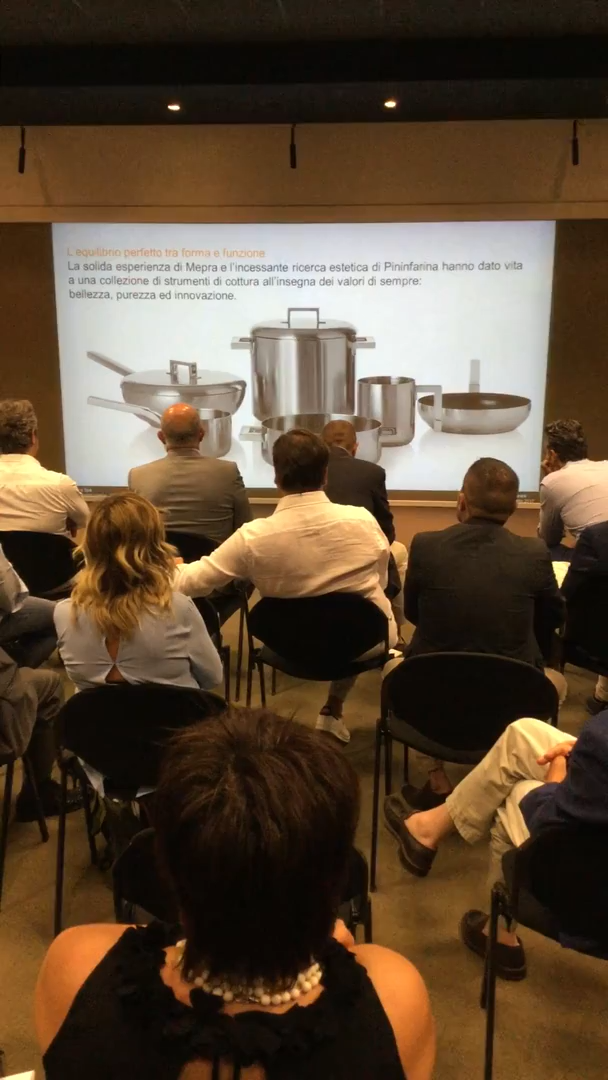 L'equilibrio perfetto tra forma e funzione
La solida esperienza di Mepra e l'incessante ricerca estetica di Pininfarina hanno dato vita
a una collezione di strumenti di cottura all'insegna dei valori di sempre:
bellezza, purezza ed innovazione.